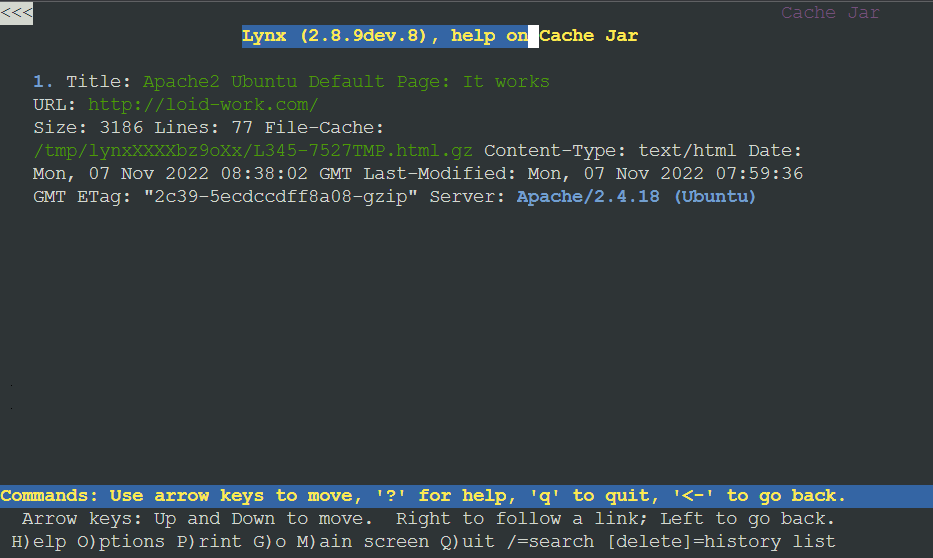 <<< Cache Jar
Lynx (2.8.9dev.8), help on Cache Jar
1. Title: Apache2 Ubuntu Default Page: It works
URL: http://loid-work.com/
Size: 3186 Lines: 77 File-Cache:
/tmp/lynxXXXXbz9oXx/L345-7527TMP.html.gz Content-Type: text/html Date:
Mon, 07 Nov 2022 08:38:02 GMT Last-Modified: Mon, 07 Nov 2022 07:59:36
GMT ETag: "2c39-5ecdccdff8a08-gzip" Server: Apache/2.4.18 (Ubuntu)
Commands: Use arrow keys to move, '?' for help, 'q' to quit, '<-' to go back.
Arrow keys: Up and Down to move.  Right to follow a link; Left to go back.
H)elp O)ptions P)rint G)o M)ain screen Q)uit /=search [delete]=history list